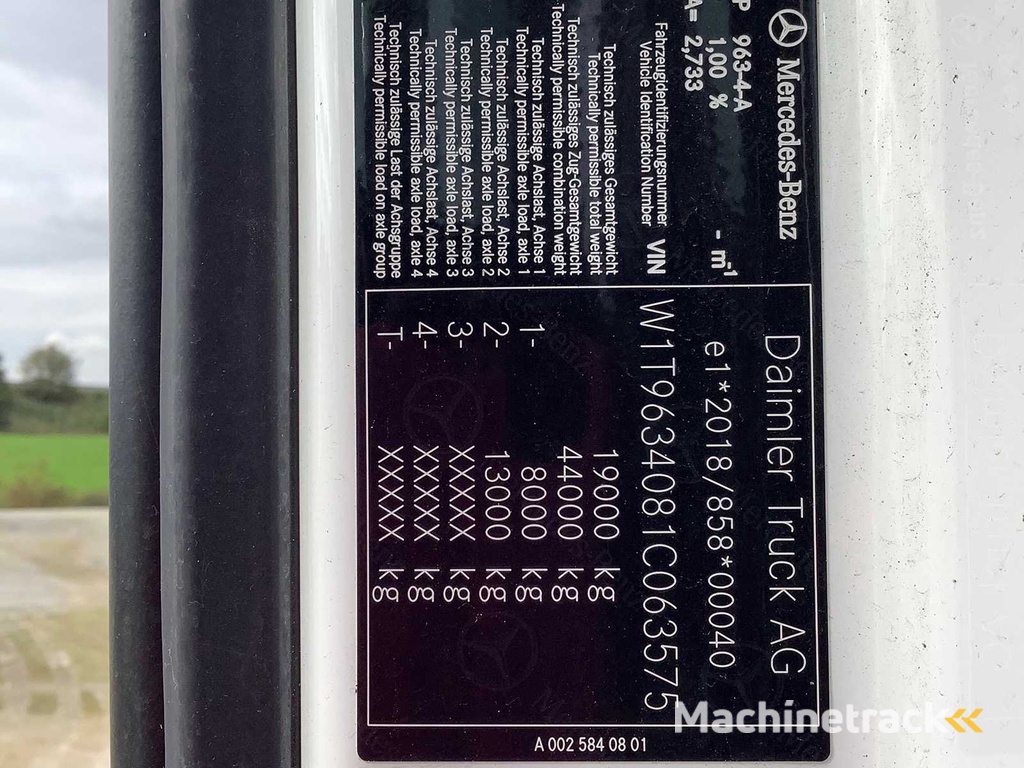 Mercedes-Benz
P 963-4-A
1,00 % - m⁻¹
A= 2,733
Daimler Truck AG
e1*2018/858*00040
Fahrzeugidentifizierungsnummer
Vehicle Identification Number VIN W1T9634081C063575
Technisch zulässiges Gesamtgewicht
Technically permissible total weight 19000 kg
Technisch zulässiges Zug-Gesamtgewicht
Technically permissible combination weight 44000 kg
Technisch zulässige Achslast, Achse 1
Technically permissible axle load, axle 1 1- 8000 kg
Technisch zulässige Achslast, Achse 2
Technically permissible axle load, axle 2 2- 13000 kg
Technisch zulässige Achslast, Achse 3
Technically permissible axle load, axle 3 3- XXXXX kg
Technisch zulässige Achslast, Achse 4
Technically permissible axle load, axle 4 4- XXXXX kg
Technisch zulässige Last der Achsgruppe
Technically permissible load on axle group T- XXXXX kg
A 002 584 08 01
Machinetrack